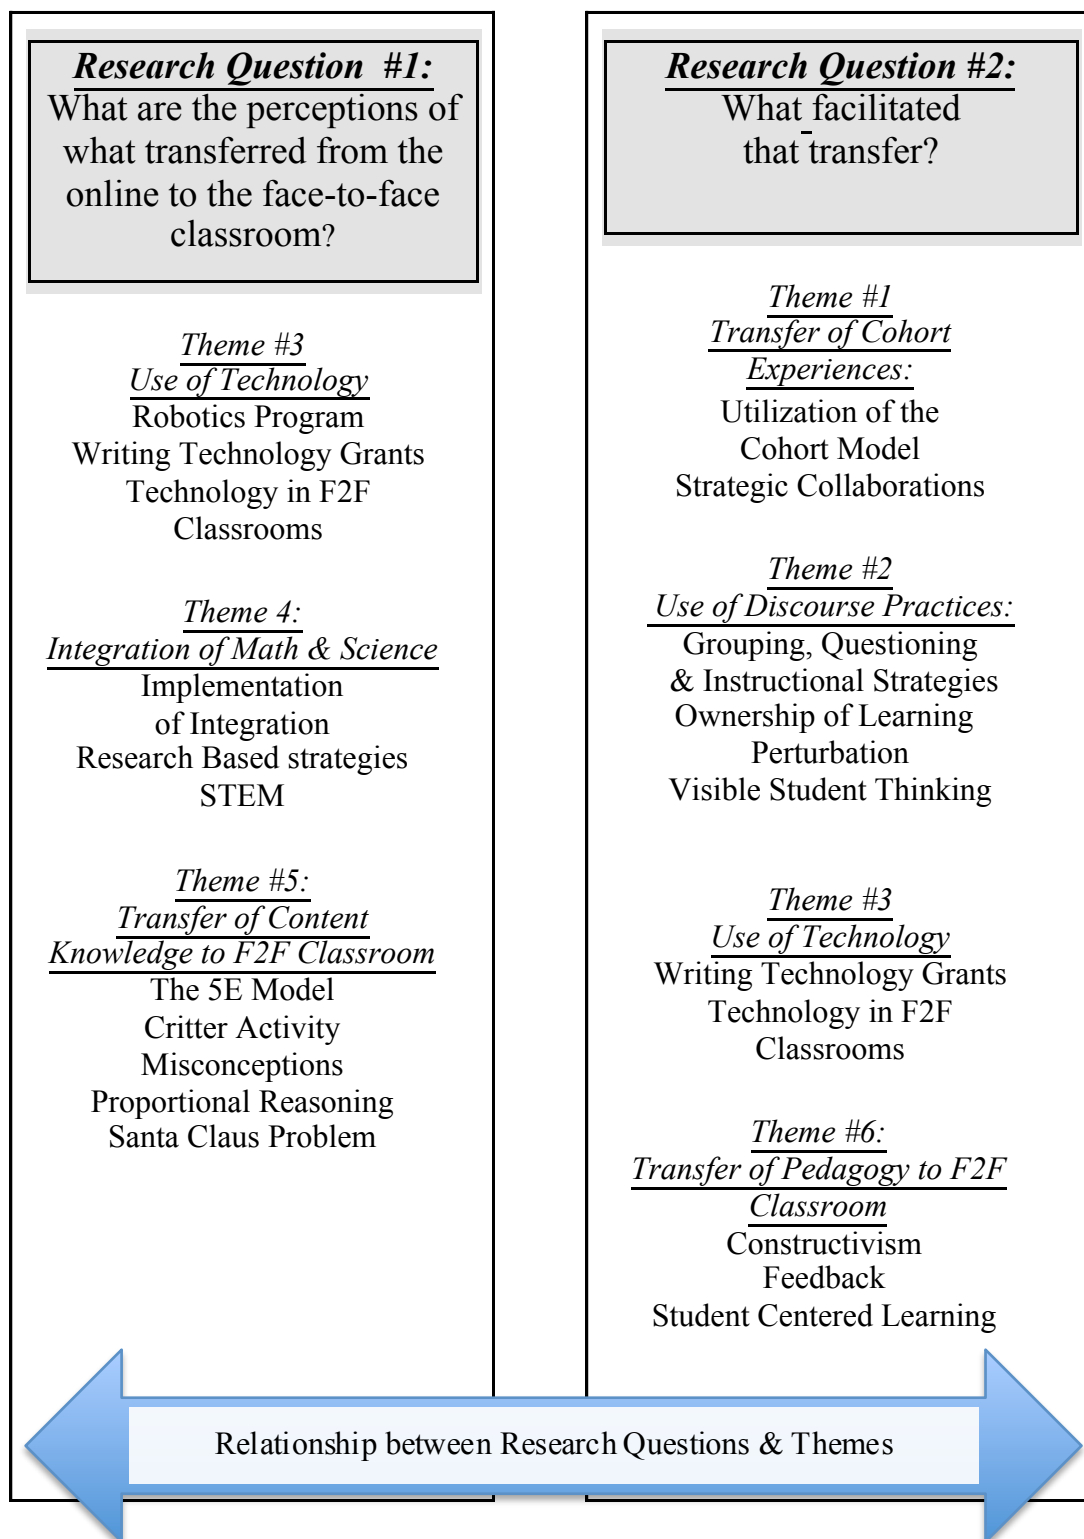 Research Question #1:
What are the perceptions of
what transferred from the
online to the face-to-face
classroom?
Theme #3
Use of Technology
Robotics Program
Writing Technology Grants
Technology in F2F
Classrooms
Theme 4:
Integration of Math & Science
Implementation
of Integration
Research Based strategies
STEM
Theme #5:
Transfer of Content
Knowledge to F2F Classroom
The 5E Model
Critter Activity
Misconceptions
Proportional Reasoning
Santa Claus Problem
Research Question #2:
What facilitated
that transfer?
Theme #1
Transfer of Cohort
Experiences:
Utilization of the
Cohort Model
Strategic Collaborations
Theme #2
Use of Discourse Practices:
Grouping, Questioning
& Instructional Strategies
Ownership of Learning
Perturbation
Visible Student Thinking
Theme #3
Use of Technology
Writing Technology Grants
Technology in F2F
Classrooms
Theme #6:
Transfer of Pedagogy to F2F
Classroom
Constructivism
Feedback
Student Centered Learning
Relationship between Research Questions & Themes